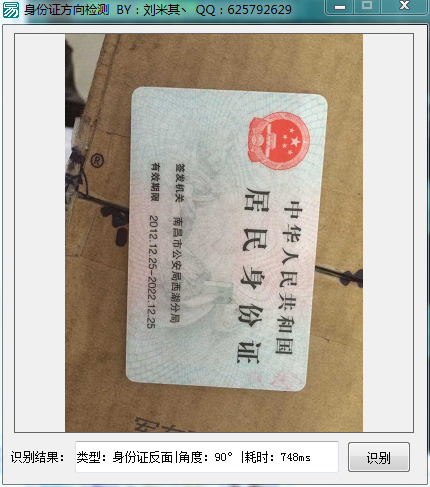 身份证方向检测 BY：刘米其丶 QQ：625792629
中华人民共和国
居民身份证
签发机关 南昌市公安局西湖分局
有效期限 2012.12.25-2022.12.25
识别结果： 类型：身份证反面|角度：90°|耗时：748ms 识别